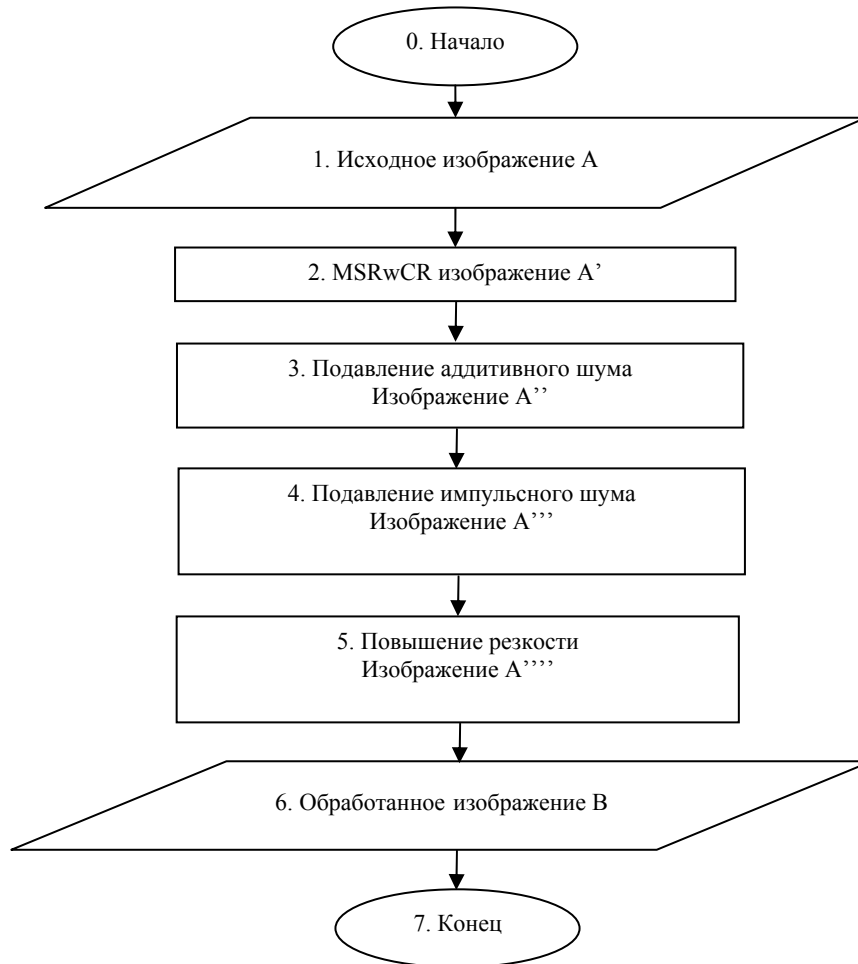 0. Начало
1. Исходное изображение А
2. MSRwCR изображение А’
3. Подавление аддитивного шума
Изображение А’’
4. Подавление импульсного шума
Изображение А’’’
5. Повышение резкости
Изображение А’’’’
6. Обработанное изображение В
7. Конец